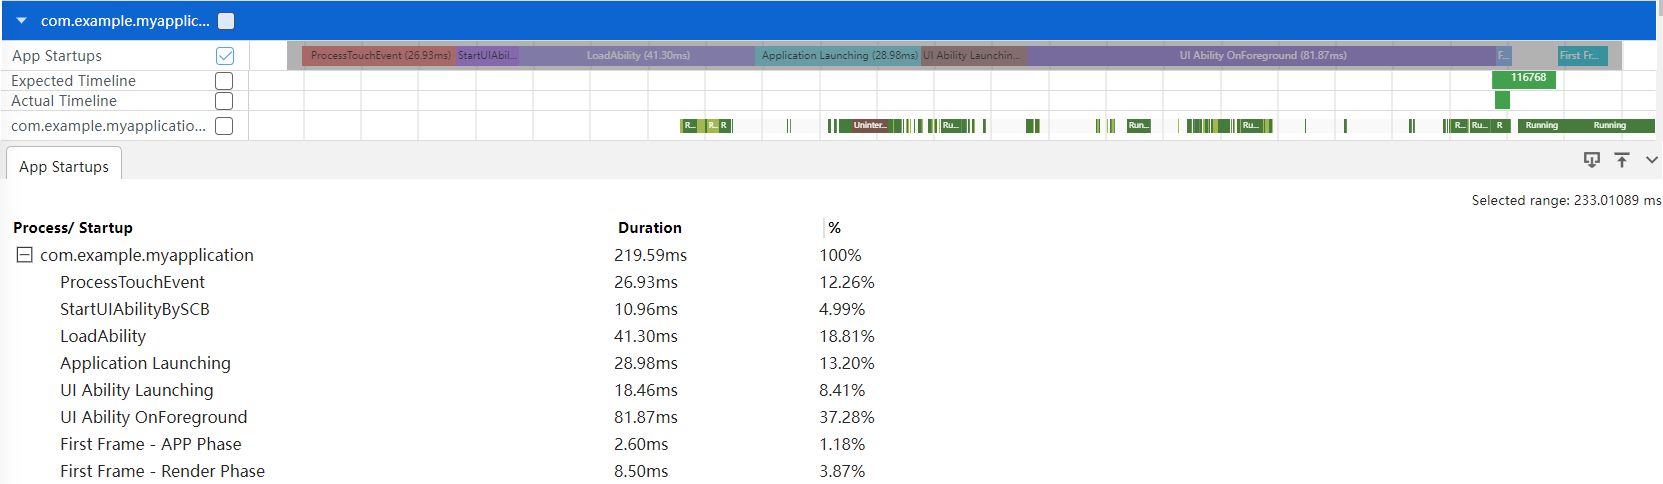 com.example.myapplic...
App Startups
ProcessTouchEvent (26.93ms) StartUIAbil... LoadAbility (41.30ms) Application Launching (28.98ms) UI Ability Launchin... UI Ability OnForeground (81.87ms) F... First Fr...
Expected Timeline 116768
Actual Timeline
com.example.myapplicatio... R... R... R Uninter... Ru... Run... Ru... R... Ru... R Running Running
App Startups
Selected range: 233.01089 ms
Process/ Startup Duration %
com.example.myapplication 219.59ms 100%
ProcessTouchEvent 26.93ms 12.26%
StartUIAbilityBySCB 10.96ms 4.99%
LoadAbility 41.30ms 18.81%
Application Launching 28.98ms 13.20%
UI Ability Launching 18.46ms 8.41%
UI Ability OnForeground 81.87ms 37.28%
First Frame - APP Phase 2.60ms 1.18%
First Frame - Render Phase 8.50ms 3.87%